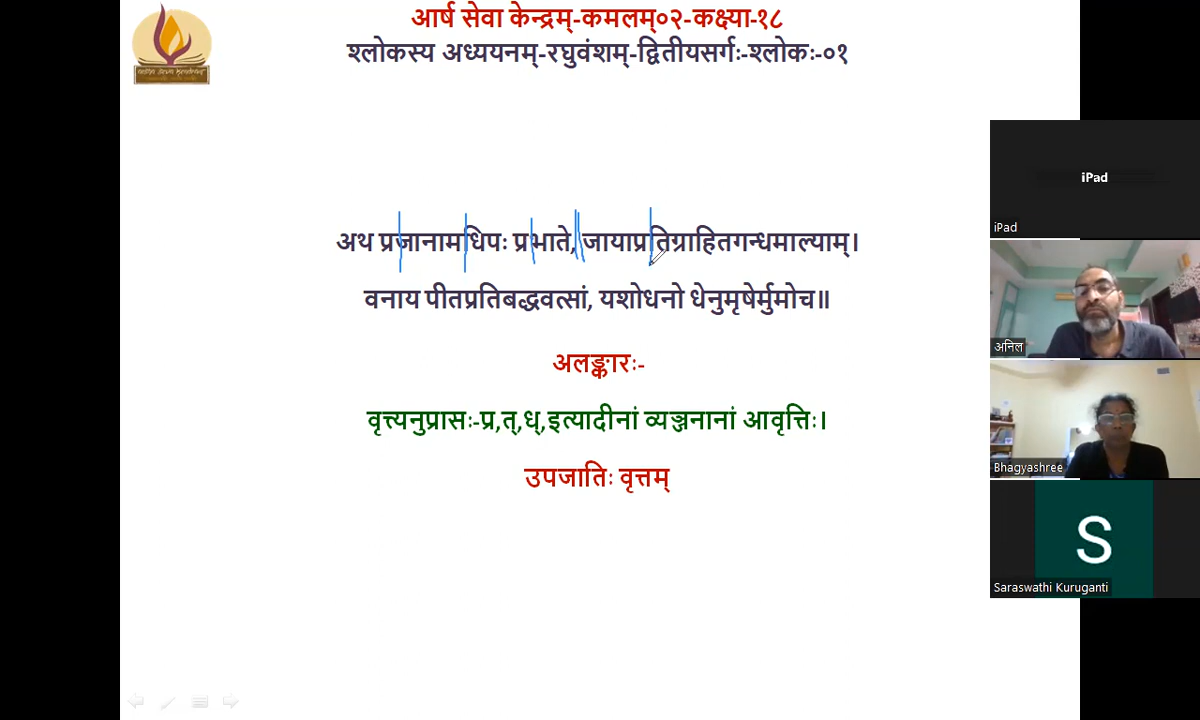 आर्ष सेवा केन्द्रम्-कमलम्०२-कक्ष्या-१८
श्लोकस्य अध्ययनम्-रघुवंशम्-द्वितीयसर्गः-श्लोकः-०१
अथ प्रजानामधिपः प्रभाते, जायाप्रतिग्राहितगन्धमाल्याम्।
वनाय पीतप्रतिबद्धवत्सां, यशोधनो धेनुमृषेर्मुमोच॥
अलङ्कारः-
वृत्त्यनुप्रासः-प्र,त्,ध्,इत्यादीनां व्यञ्जनानां आवृत्तिः।
उपजातिः वृत्तम्
iPad
iPad
अनिल
Bhagyashree
S
Saraswathi Kuruganti